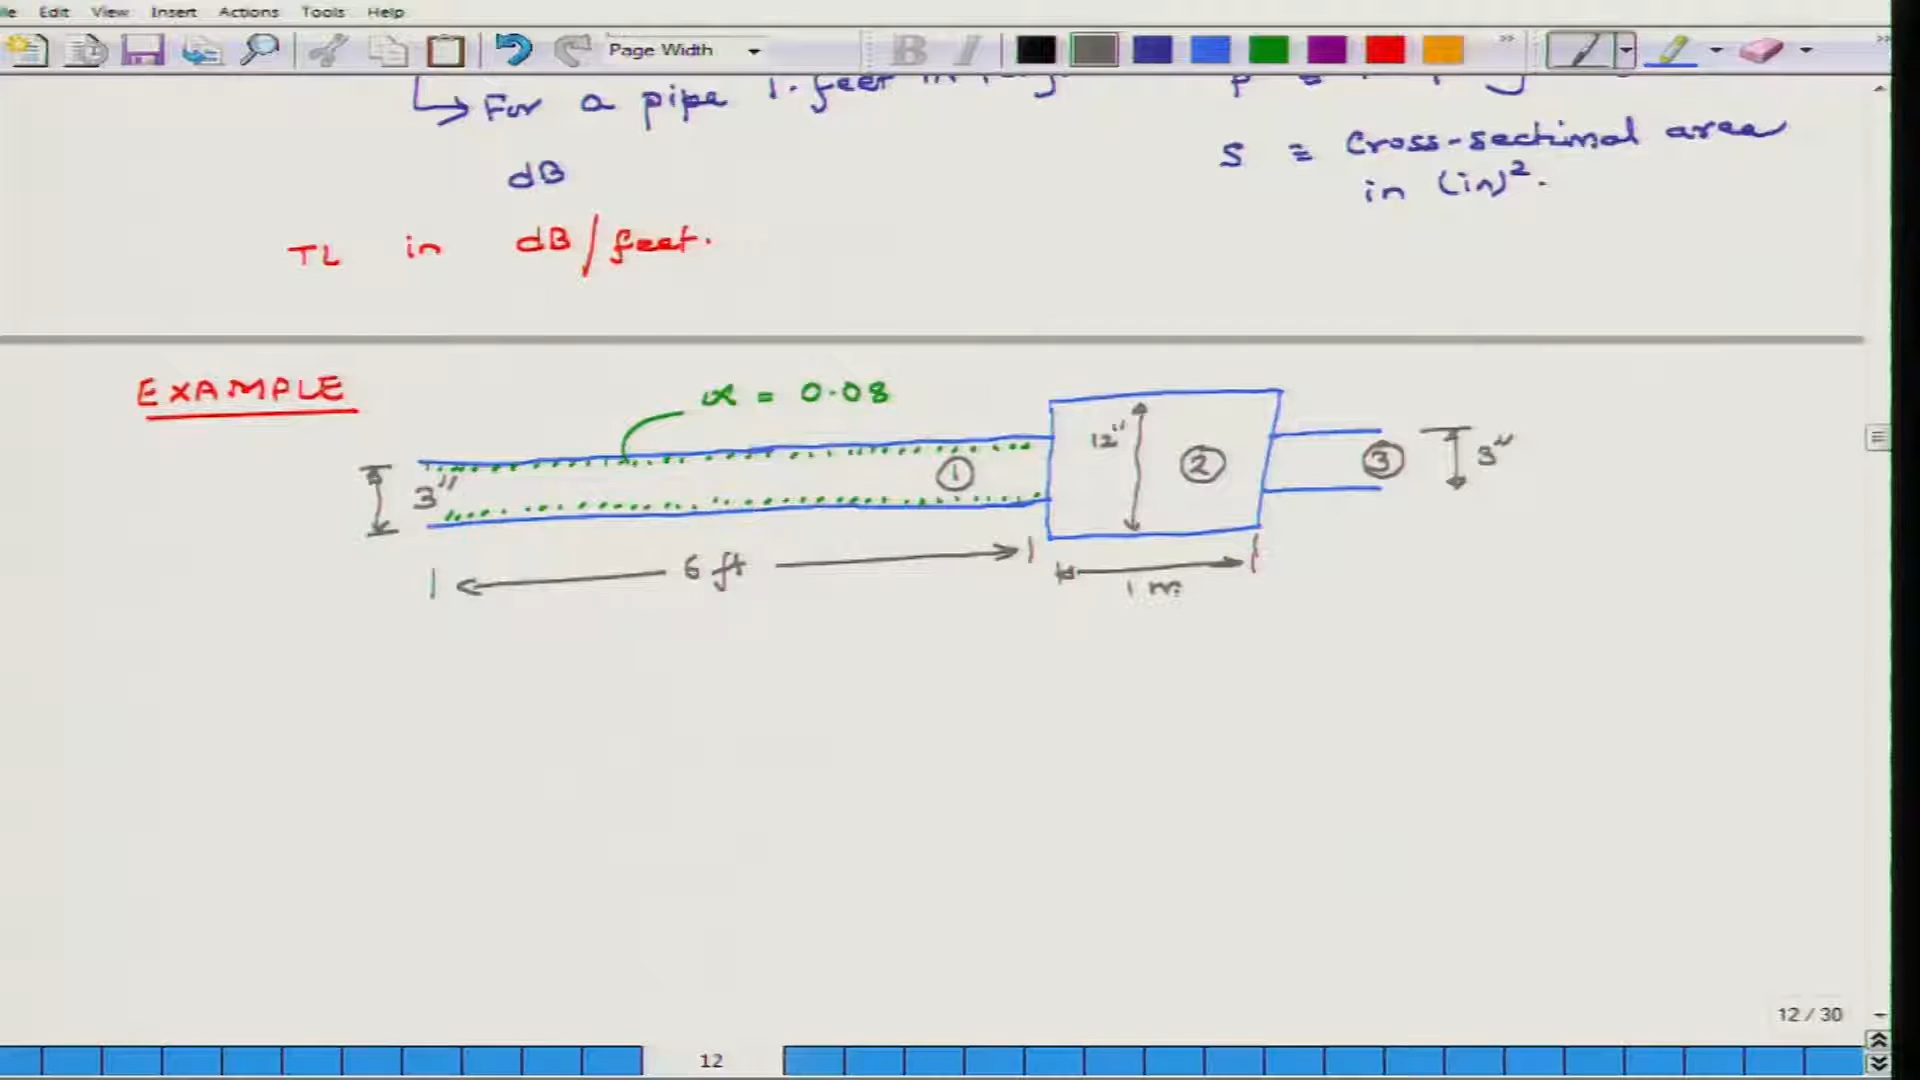 Edit View Insert Actions Tools Help
Page Width
B I
For a pipe 1.feet in
dB
S ≡ Cross-sectional area
in (in)².
TL in dB/feet.
EXAMPLE
α = 0.08
3"
①
12"
②
③
3"
6 ft
1 m
12 / 30
12